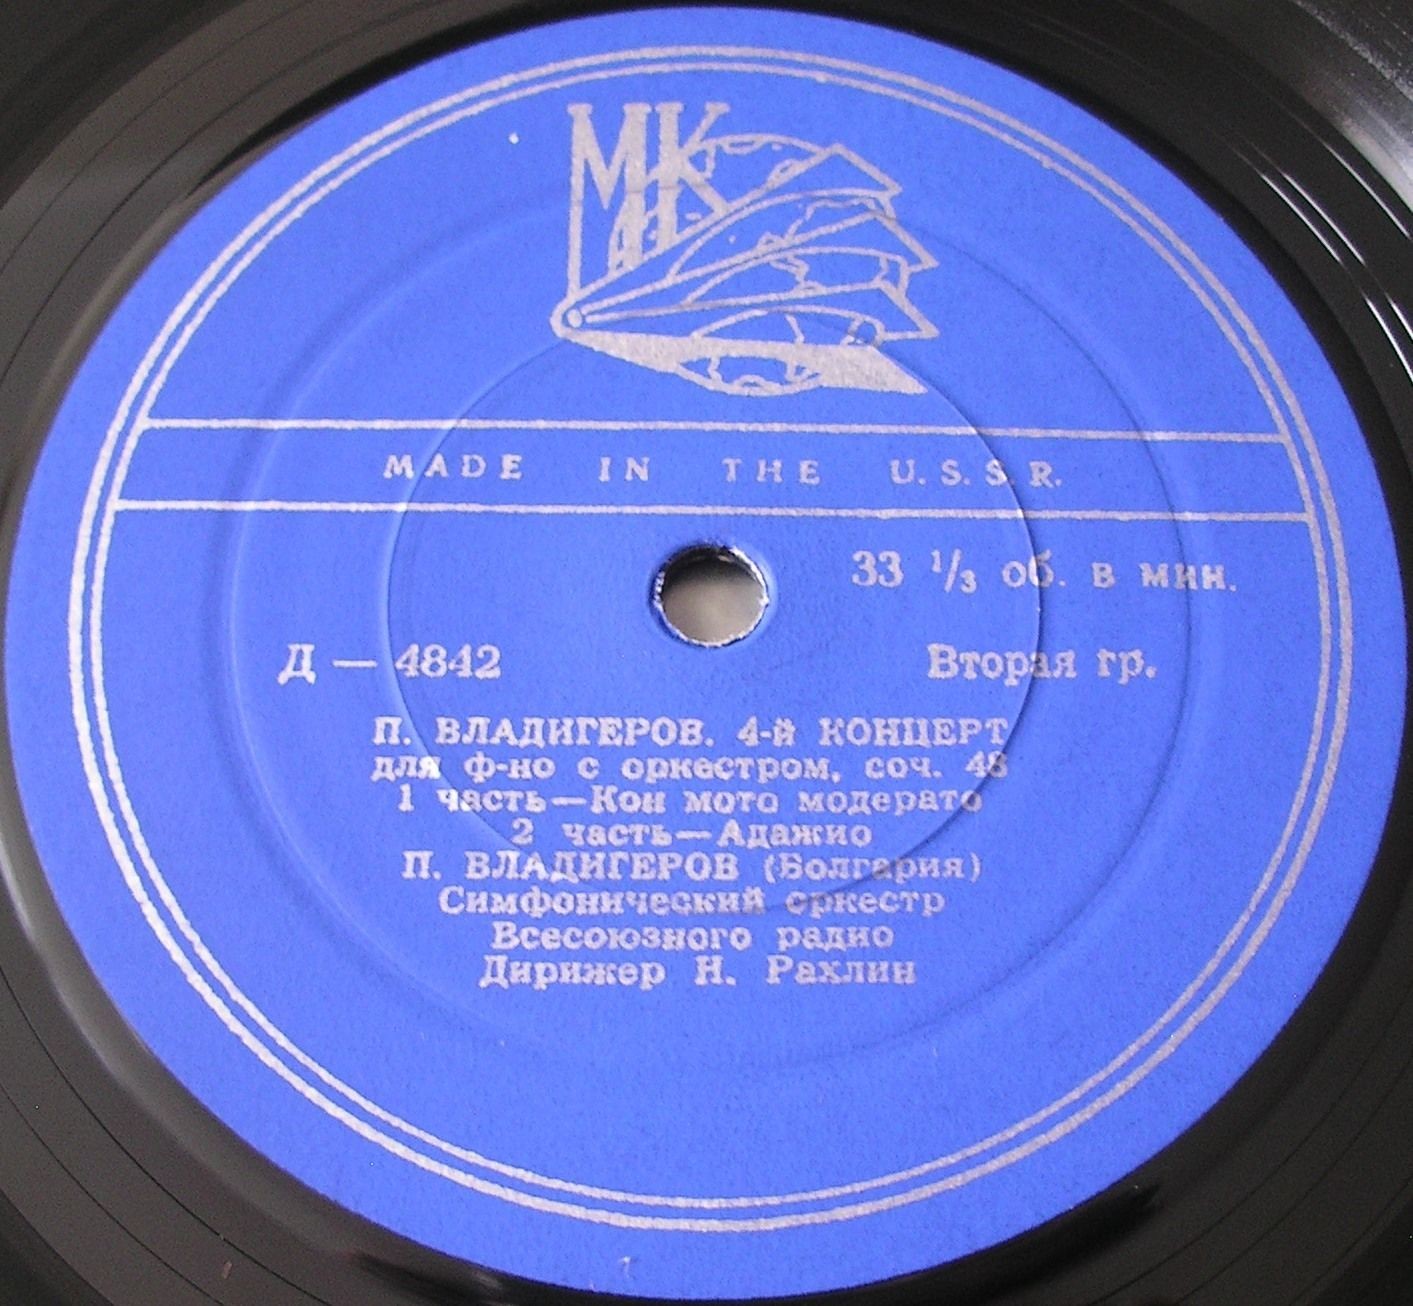 МК
MADE IN THE U.S.S.R.
33 1/3 об. в мин.
Д — 4842 Вторая гр.
П. ВЛАДИГЕРОВ. 4-й КОНЦЕРТ
для ф-но с оркестром, соч. 48
1 часть—Кон мото модерато
2 часть—Адажио
П. ВЛАДИГЕРОВ (Болгария)
Симфонический оркестр
Всесоюзного радио
Дирижер Н. Рахлин